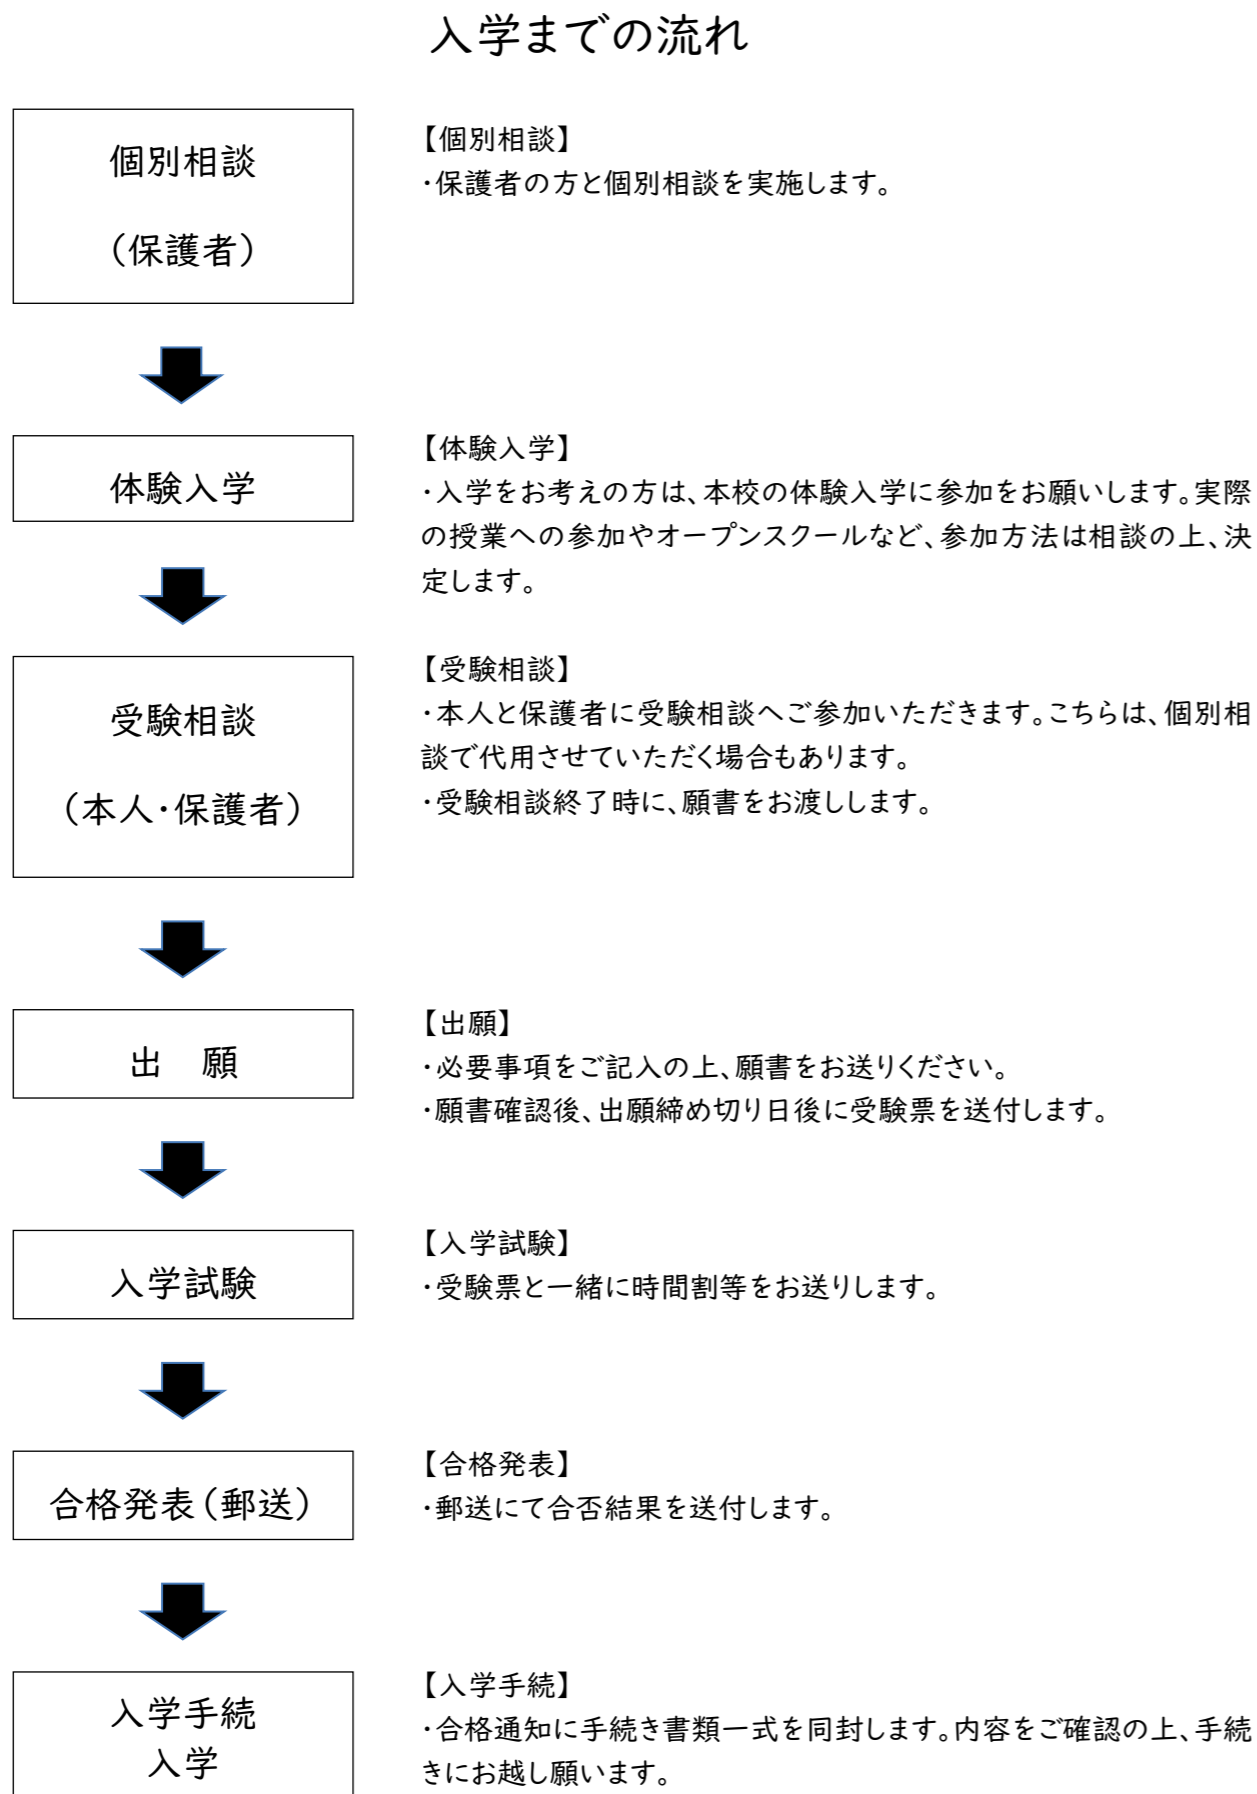 入学までの流れ
個別相談
(保護者)
【個別相談】
・保護者の方と個別相談を実施します。
体験入学
【体験入学】
・入学をお考えの方は、本校の体験入学に参加をお願いします。実際
の授業への参加やオープンスクールなど、参加方法は相談の上、決
定します。
受験相談
(本人・保護者)
【受験相談】
・本人と保護者に受験相談へご参加いただきます。こちらは、個別相
談で代用させていただく場合もあります。
・受験相談終了時に、願書をお渡しします。
出　願
【出願】
・必要事項をご記入の上、願書をお送りください。
・願書確認後、出願締め切り日後に受験票を送付します。
入学試験
【入学試験】
・受験票と一緒に時間割等をお送りします。
合格発表(郵送)
【合格発表】
・郵送にて合否結果を送付します。
入学手続
入学
【入学手続】
・合格通知に手続き書類一式を同封します。内容をご確認の上、手続
きにお越し願います。